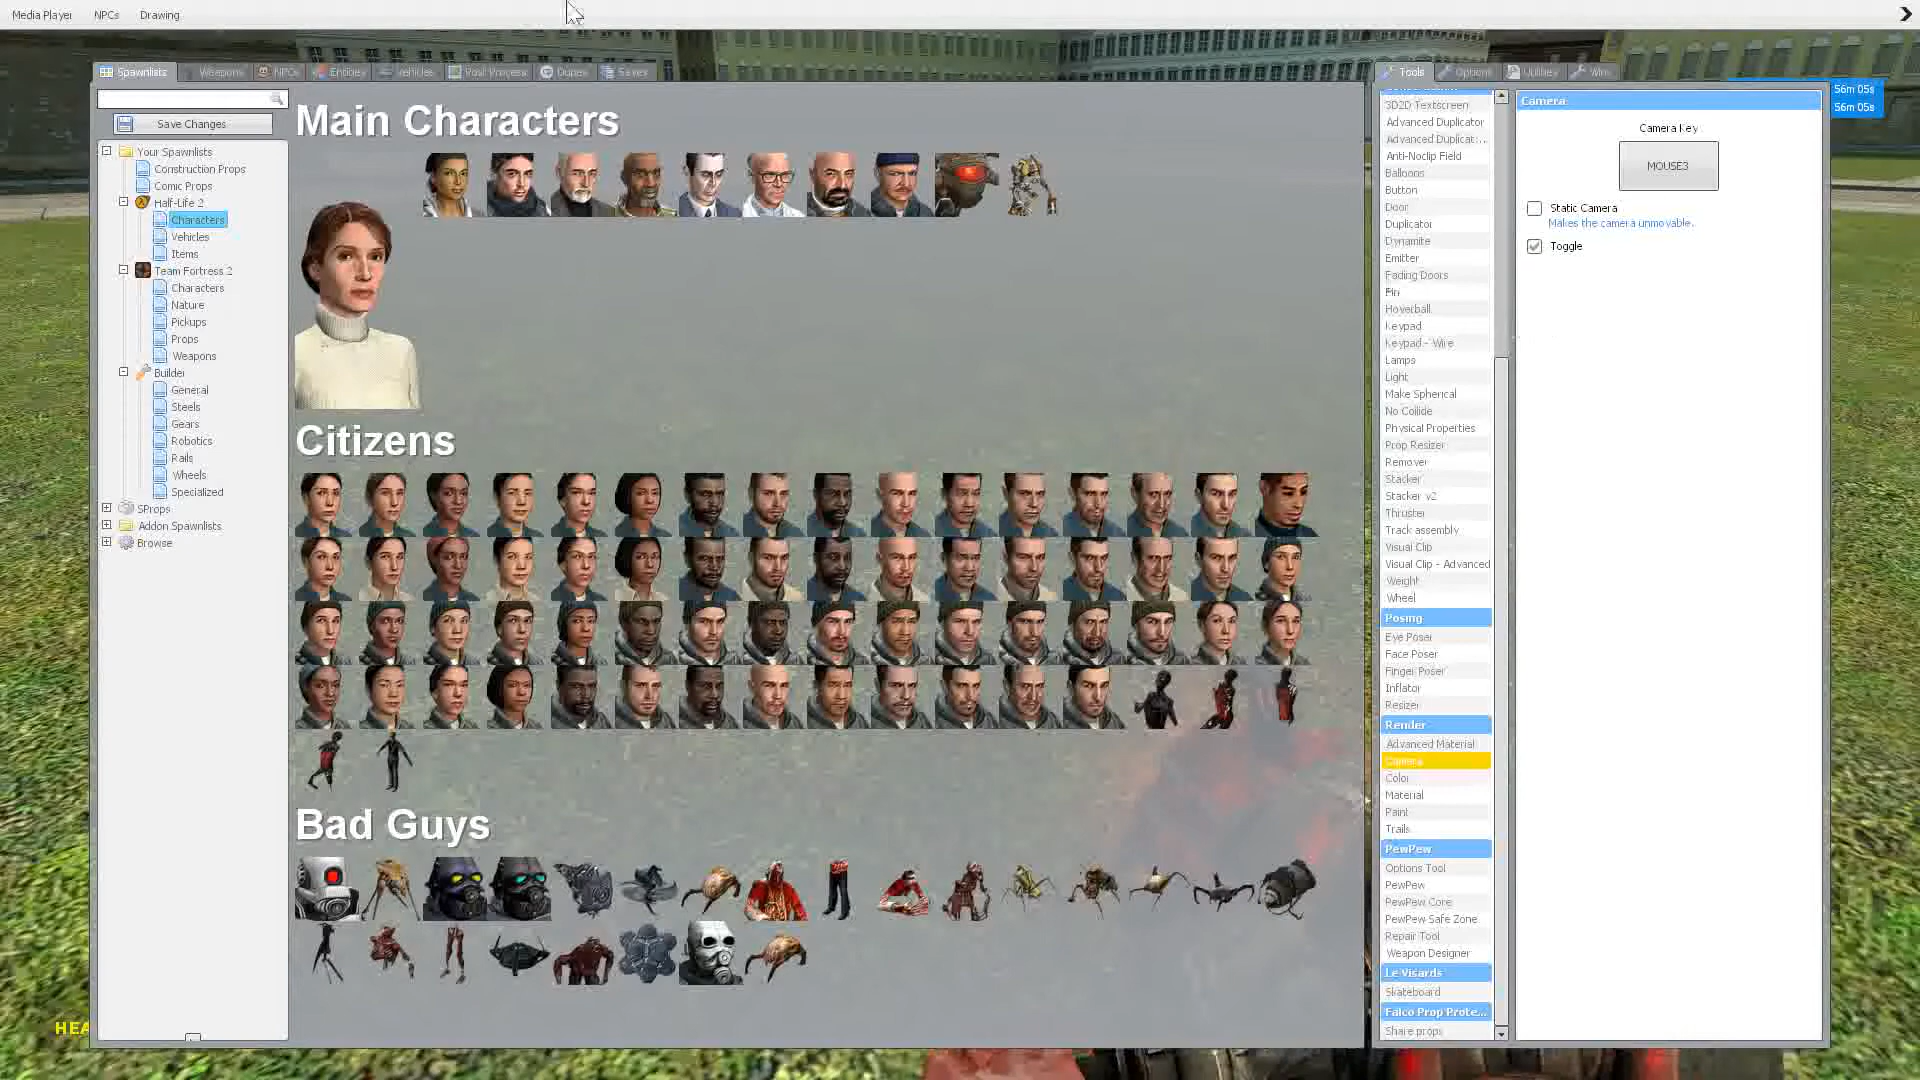 Media Player NPCs Drawing
Spawnlists Weapons NPCs Entities Vehicles Post Process Dupes Saves
Save Changes
Your Spawnlists
Construction Props
Comic Props
Half-Life 2
Characters
Vehicles
Items
Team Fortress 2
Characters
Nature
Pickups
Props
Weapons
Builder
General
Steels
Gears
Robotics
Rails
Wheels
Specialized
SProps
Addon Spawnlists
Browse
Main Characters
Citizens
Bad Guys
HEA
Tools Options Utilities Wire
3D2D Textscreen
Advanced Duplicator
Advanced Duplicat...
Anti-Noclip Field
Balloons
Button
Door
Duplicator
Dynamite
Emitter
Fading Doors
Fin
Hoverball
Keypad
Keypad - Wire
Lamps
Light
Make Spherical
No Collide
Physical Properties
Prop Resizer
Remover
Stacker
Stacker v2
Thruster
Track assembly
Visual Clip
Visual Clip - Advanced
Weight
Wheel
Posing
Eye Poser
Face Poser
Finger Poser
Inflator
Resizer
Render
Advanced Material
Camera
Color
Material
Paint
Trails
PewPew
Options Tool
PewPew
PewPew Core
PewPew Safe Zone
Repair Tool
Weapon Designer
Le Visards
Skateboard
Falco Prop Prote...
Share props
Camera
Camera Key
MOUSE3
Static Camera
Makes the camera unmovable.
Toggle
56m 05s
56m 05s